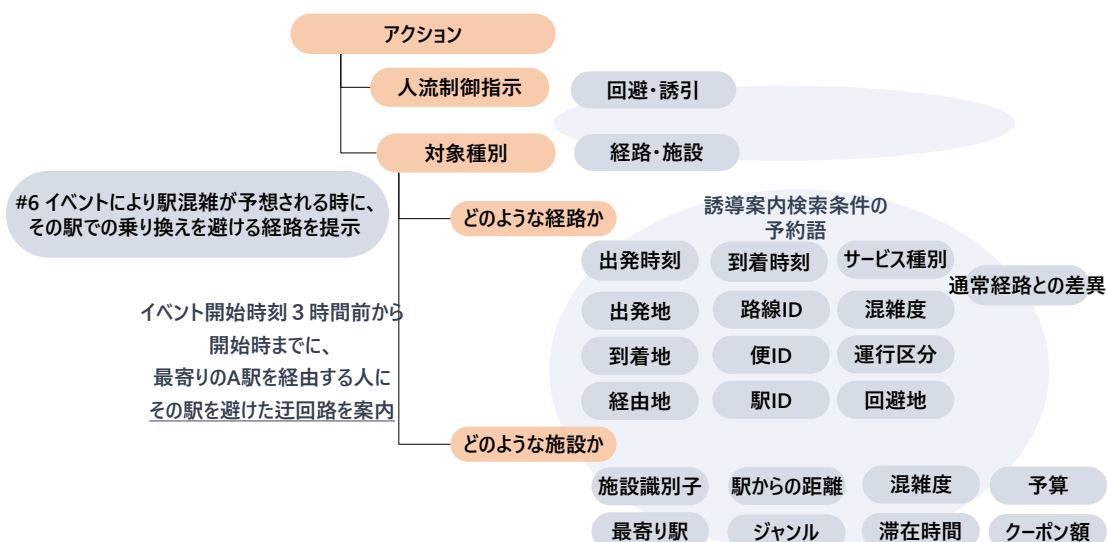 アクション
人流制御指示
回避・誘引
対象種別
経路・施設
#6 イベントにより駅混雑が予想される時に、
その駅での乗り換えを避ける経路を提示
どのような経路か
誘導案内検索条件の
予約語
出発時刻
到着時刻
サービス種別
通常経路との差異
イベント開始時刻３時間前から
開始時までに、
最寄りのA駅を経由する人に
その駅を避けた迂回路を案内
出発地
路線ID
混雑度
到着地
便ID
運行区分
経由地
駅ID
回避地
どのような施設か
施設識別子
駅からの距離
混雑度
予算
最寄り駅
ジャンル
滞在時間
クーポン額